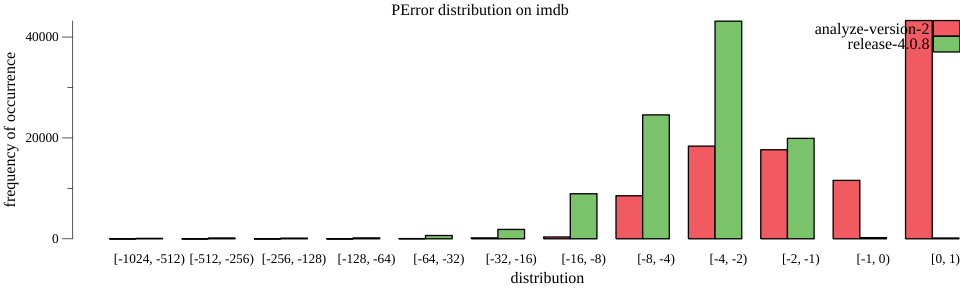 PError distribution on imdb
analyze-version-2
release-4.0.8
frequency of occurrence
40000
20000
0
[-1024, -512) [-512, -256) [-256, -128) [-128, -64) [-64, -32) [-32, -16) [-16, -8) [-8, -4) [-4, -2) [-2, -1) [-1, 0) [0, 1)
distribution